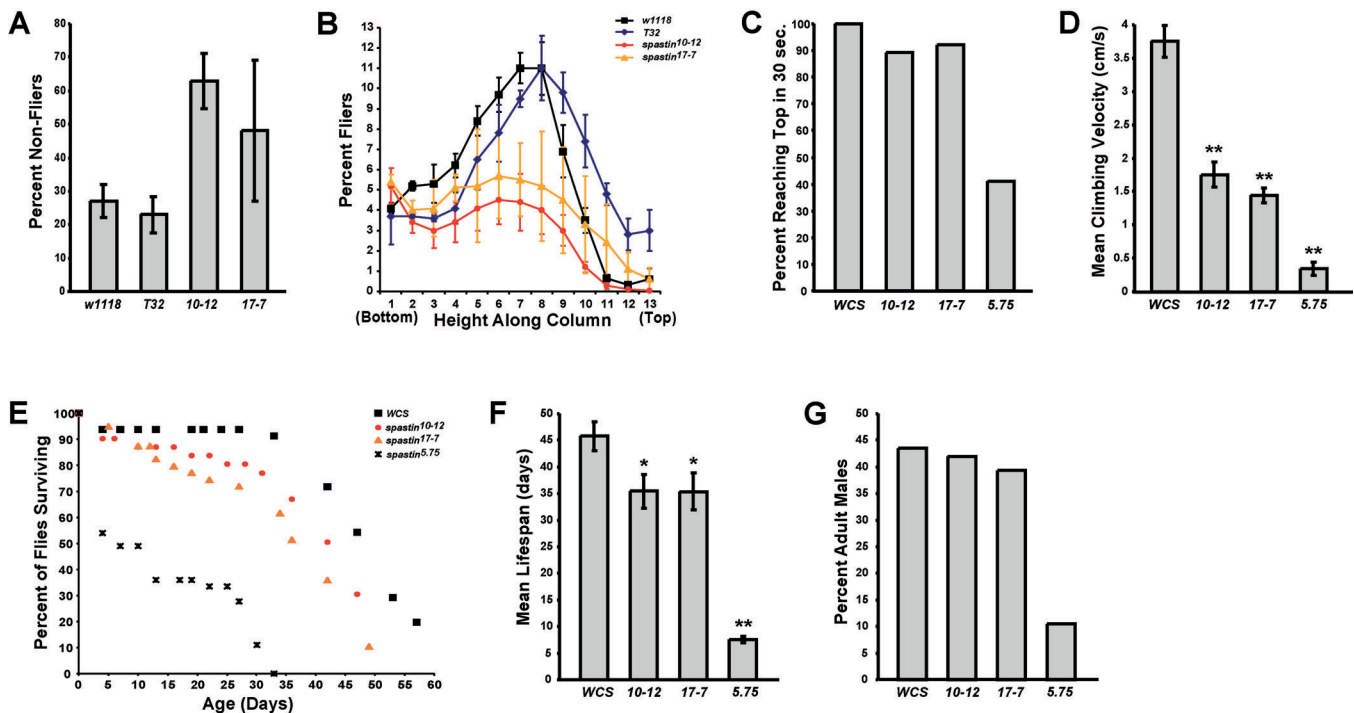 A
Percent Non-Fliers
80
70
60
50
40
30
20
10
0
w1118 T32 10-12 17-7
B
Percent Fliers
13
12
11
10
9
8
7
6
5
4
3
2
1
0
w1118
T32
spastin10-12
spastin17-7
1 2 3 4 5 6 7 8 9 10 11 12 13
(Bottom) Height Along Column (Top)
C
Percent Reaching Top in 30 sec.
100
90
80
70
60
50
40
30
20
10
0
WCS 10-12 17-7 5.75
D
Mean Climbing Velocity (cm/s)
4
3.5
3
2.5
2
1.5
1
0.5
0
** ** **
WCS 10-12 17-7 5.75
E
Percent of Flies Surviving
100
90
80
70
60
50
40
30
20
10
0
WCS
spastin10-12
spastin17-7
spastin5.75
0 5 10 15 20 25 30 35 40 45 50 55 60
Age (Days)
F
Mean Lifespan (days)
50
45
40
35
30
25
20
15
10
5
0
* * **
WCS 10-12 17-7 5.75
G
Percent Adult Males
50
45
40
35
30
25
20
15
10
5
0
WCS 10-12 17-7 5.75